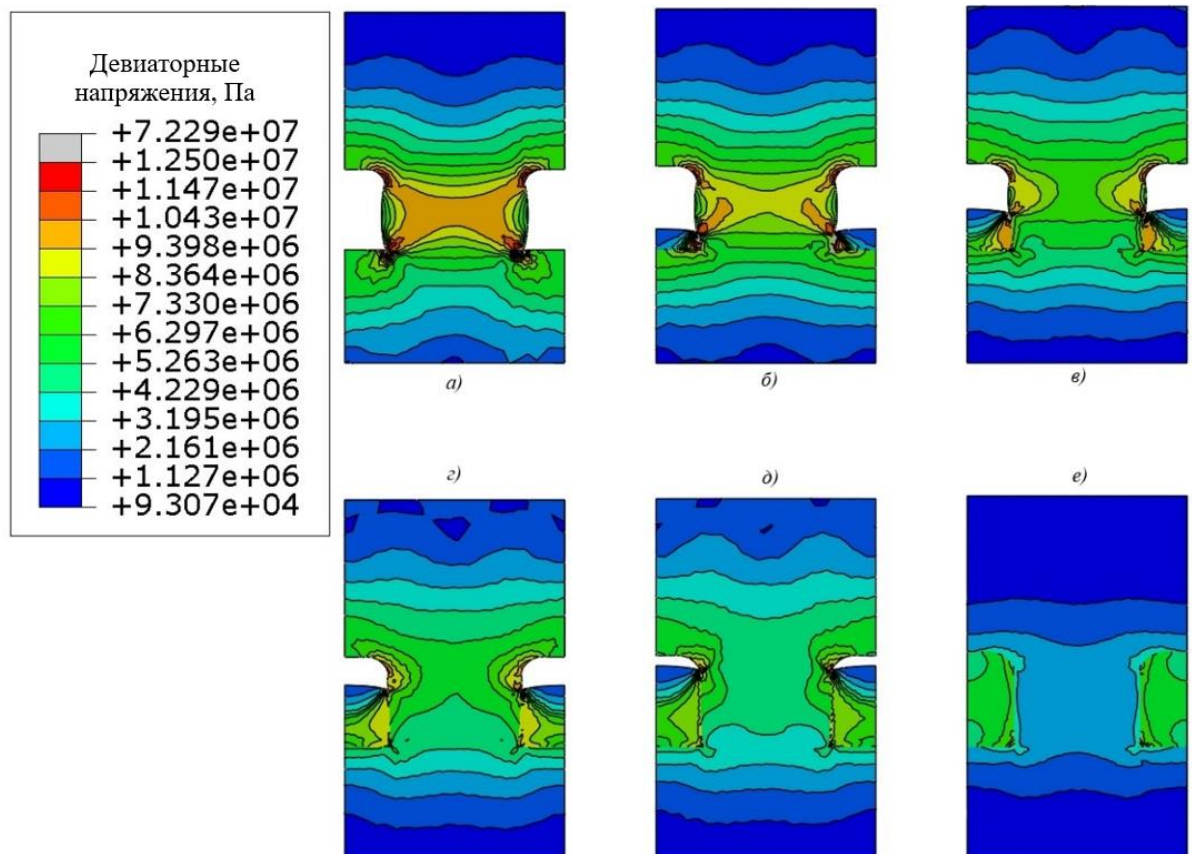 Девиаторные
напряжения, Па
+7.229e+07
+1.250e+07
+1.147e+07
+1.043e+07
+9.398e+06
+8.364e+06
+7.330e+06
+6.297e+06
+5.263e+06
+4.229e+06
+3.195e+06
+2.161e+06
+1.127e+06
+9.307e+04
а) б) в)
г) д) е)